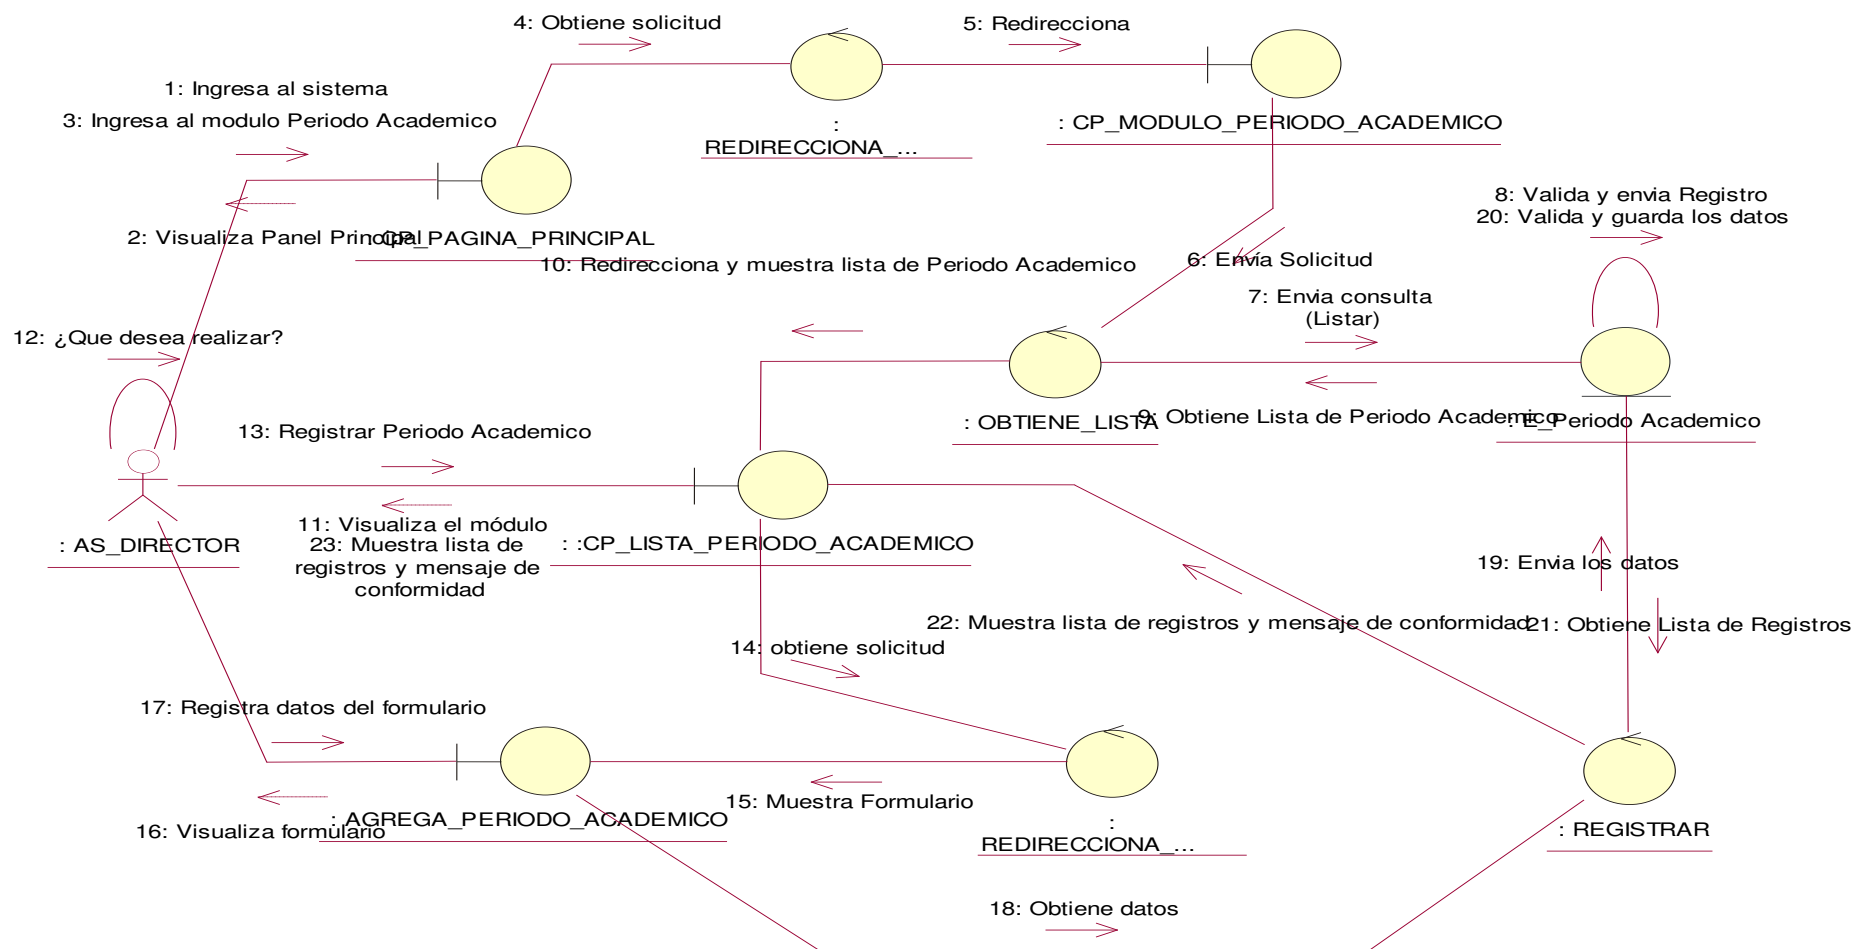 4: Obtiene solicitud
5: Redirecciona
1: Ingresa al sistema
3: Ingresa al modulo Periodo Academico
:
REDIRECCIONA_...
: CP_MODULO_PERIODO_ACADEMICO
8: Valida y envia Registro
20: Valida y guarda los datos
2: Visualiza Panel Principal
: CP_PAGINA_PRINCIPAL
10: Redirecciona y muestra lista de Periodo Academico
6: Envia Solicitud
7: Envia consulta
(Listar)
12: ¿Que desea realizar?
: OBTIENE_LISTA
9: Obtiene Lista de Periodo Academico
: E_Periodo Academico
13: Registrar Periodo Academico
: AS_DIRECTOR
11: Visualiza el módulo
23: Muestra lista de
registros y mensaje de
conformidad
: :CP_LISTA_PERIODO_ACADEMICO
19: Envia los datos
22: Muestra lista de registros y mensaje de conformidad
21: Obtiene Lista de Registros
14: obtiene solicitud
17: Registra datos del formulario
15: Muestra Formulario
16: Visualiza formulario
: AGREGA_PERIODO_ACADEMICO
:
REDIRECCIONA_...
: REGISTRAR
18: Obtiene datos